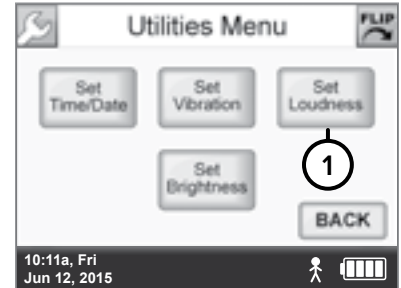 Utilities Menu
FLIP
Set
Time/Date
Set
Vibration
Set
Loudness
1
Set
Brightness
BACK
10:11a, Fri
Jun 12, 2015